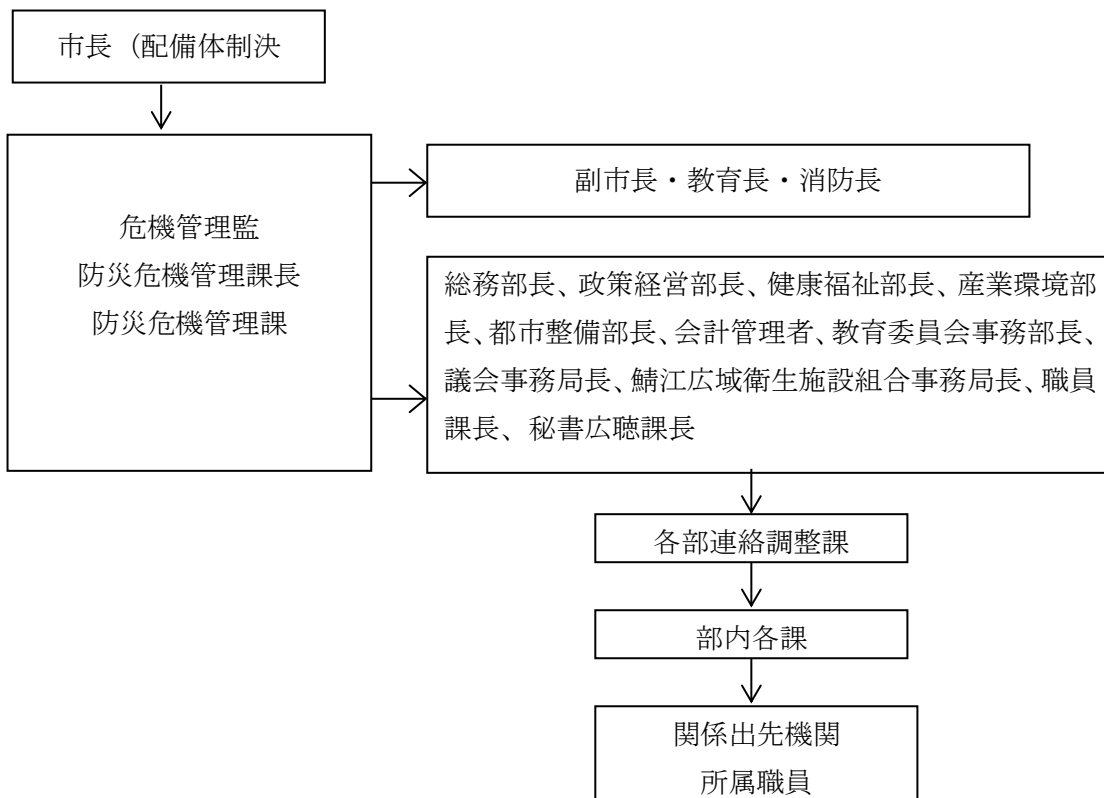 市長（配備体制決
副市長・教育長・消防長
危機管理監
防災危機管理課長
防災危機管理課
総務部長、政策経営部長、健康福祉部長、産業環境部
長、都市整備部長、会計管理者、教育委員会事務部長、
議会事務局長、鯖江広域衛生施設組合事務局長、職員
課長、秘書広聴課長
各部連絡調整課
部内各課
関係出先機関
所属職員